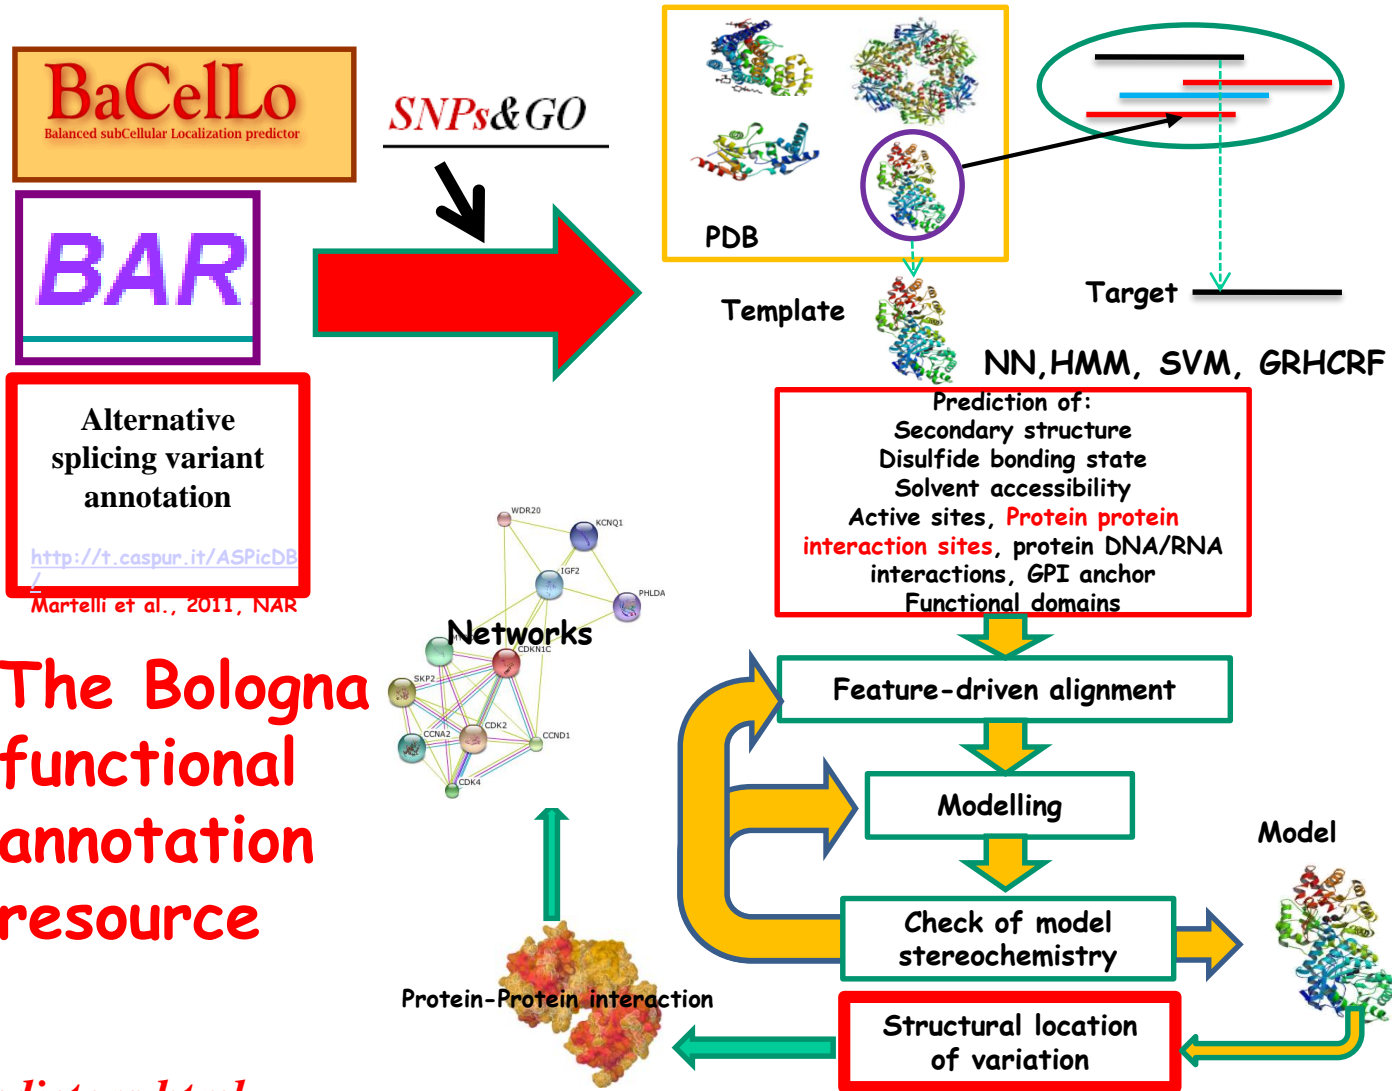 BaCelLo
Balanced subCellular Localization predictor
SNPs&GO
BAR
Alternative
splicing variant
annotation
http://t.caspur.it/ASPicDB
/
Martelli et al., 2011, NAR
The Bologna
functional
annotation
resource
PDB
Template
Target
NN,HMM, SVM, GRHCRF
Prediction of:
Secondary structure
Disulfide bonding state
Solvent accessibility
Active sites, Protein protein
interaction sites, protein DNA/RNA
interactions, GPI anchor
Functional domains
Feature-driven alignment
Modelling
Check of model
stereochemistry
Model
Structural location
of variation
Protein-Protein interaction
Networks
WDR20
KCNQ1
IGF2
PHLDA
CDKN1C
SKP2
CCNA2
CDK2
CCND1
CDK4